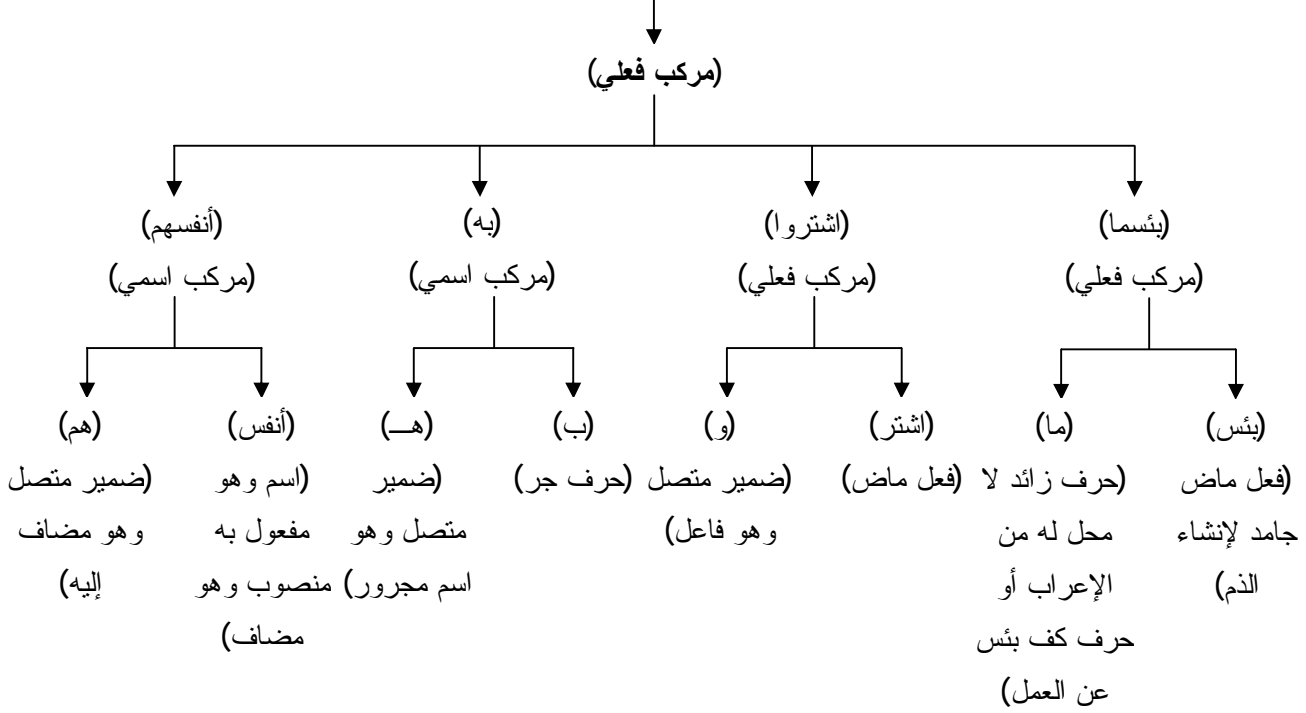 (مركب فعلي)
(بئسما) (اشتروا) (به) (أنفسهم)
(مركب فعلي) (مركب فعلي) (مركب اسمي) (مركب اسمي)
(بئس) (ما) (اشتر) (و) (ب) (هـ) (أنفس) (هم)
(فعل ماض (حرف زائد لا (فعل ماض) (ضمير متصل (حرف جر) (ضمير (اسم وهو (ضمير متصل
جامد لإنشاء محل له من وهو فاعل) متصل وهو مفعول به وهو مضاف
الذم) الإعراب أو اسم مجرور) منصوب وهو إليه)
حرف كف بئس مضاف)
عن العمل)